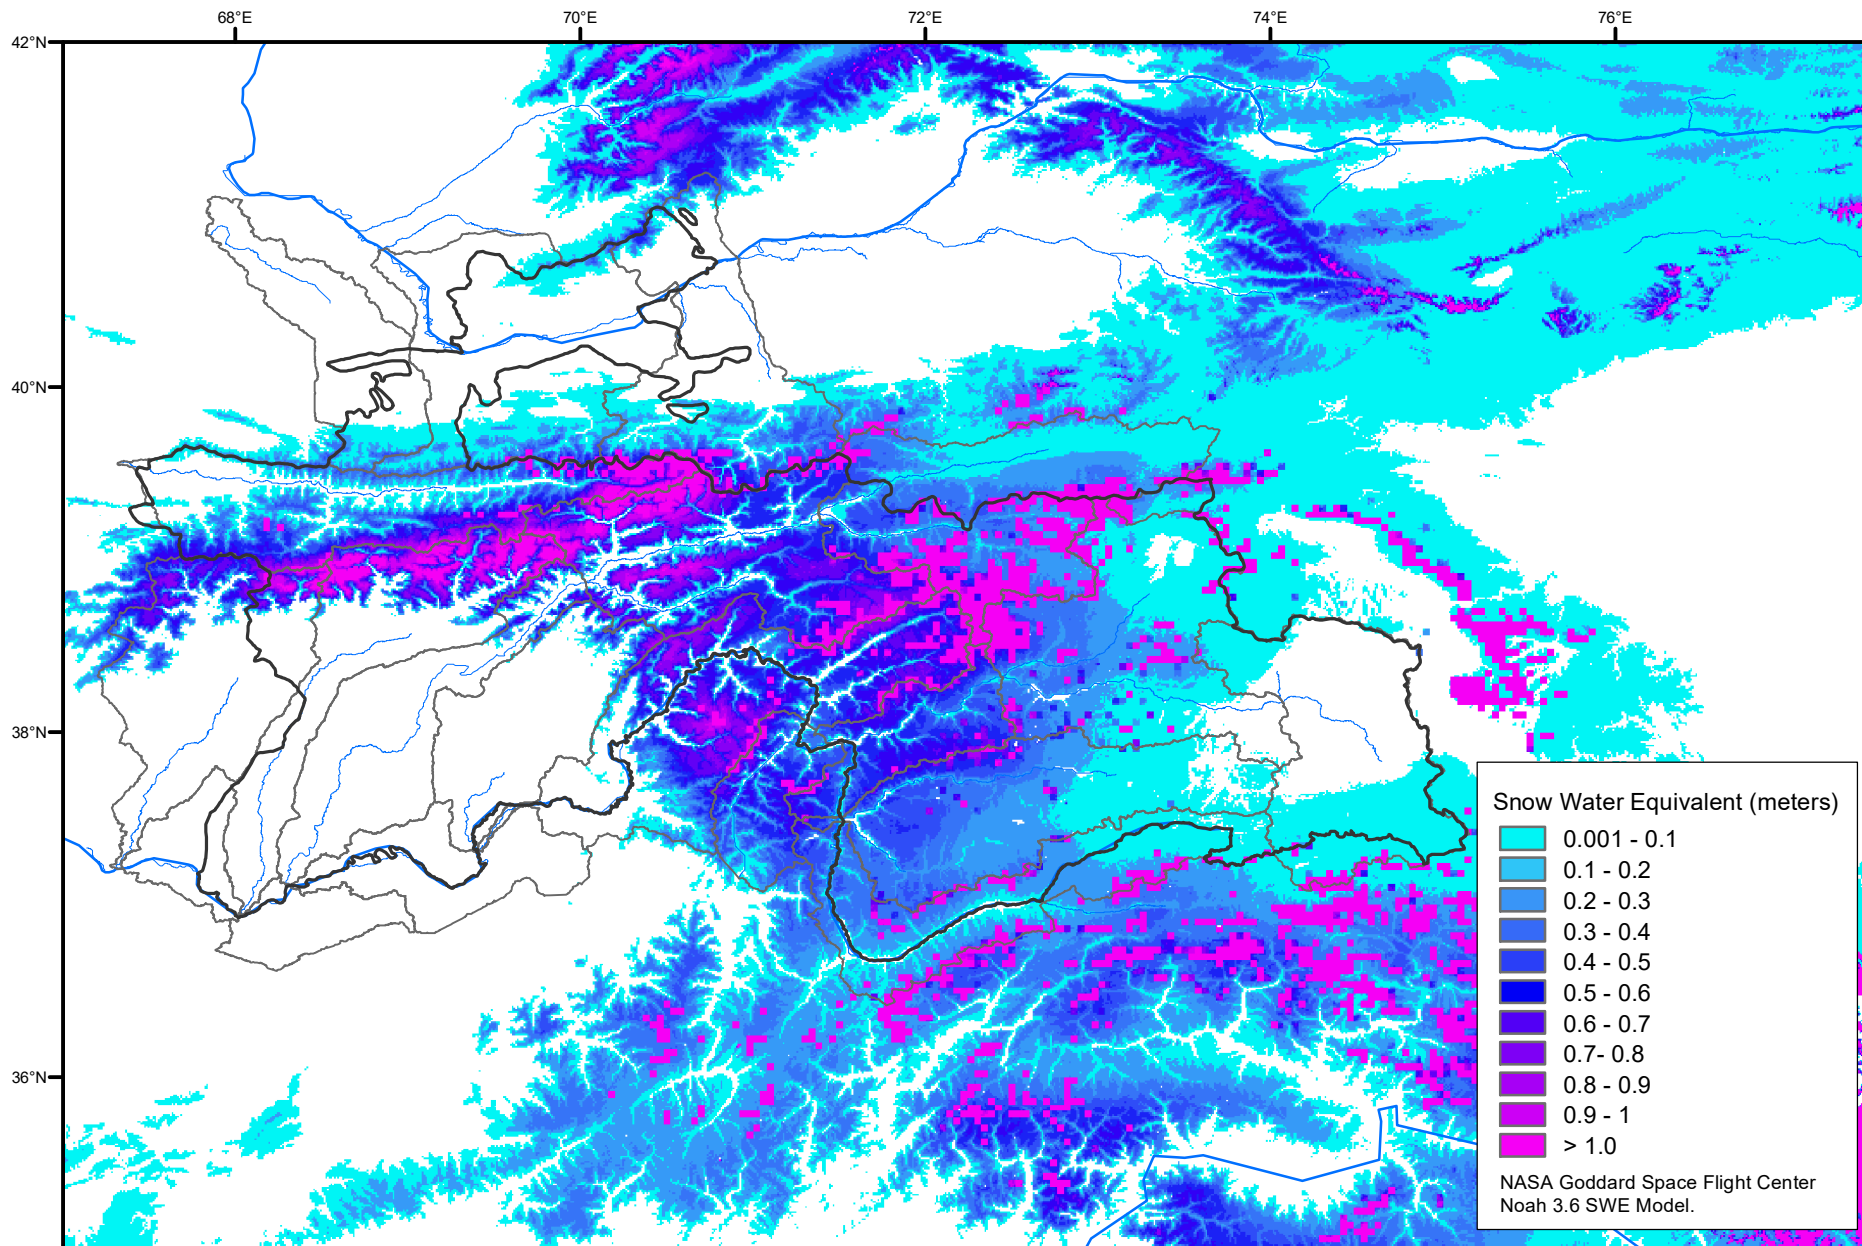 68°E
70°E
72°E
74°E
76°E
42°N
40°N
38°N
36°N
Snow Water Equivalent (meters)
0.001 - 0.1
0.1 - 0.2
0.2 - 0.3
0.3 - 0.4
0.4 - 0.5
0.5 - 0.6
0.6 - 0.7
0.7- 0.8
0.8 - 0.9
0.9 - 1
> 1.0
NASA Goddard Space Flight Center
Noah 3.6 SWE Model.